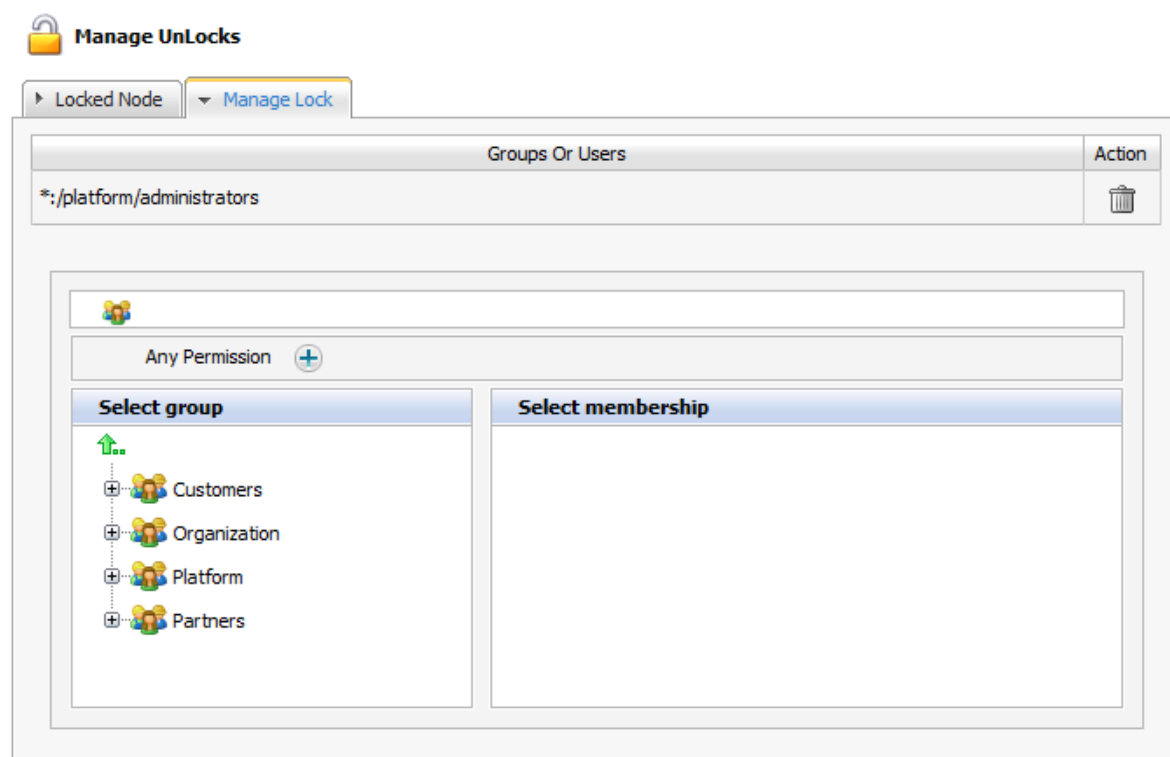 Manage UnLocks
Locked Node
Manage Lock
Groups Or Users
Action
*:/platform/administrators
Any Permission
Select group
Select membership
Customers
Organization
Platform
Partners